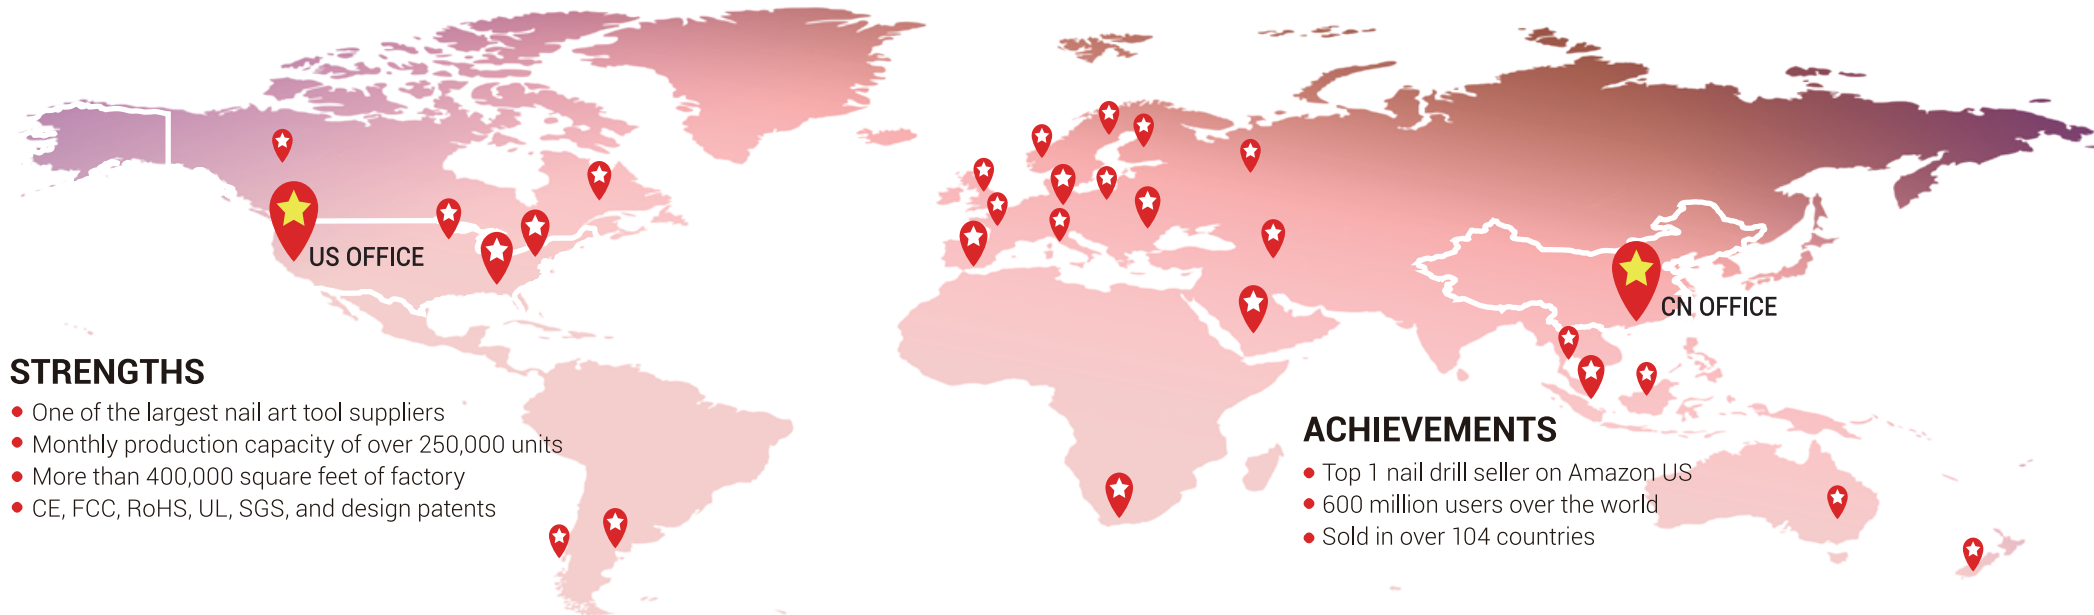 US OFFICE
CN OFFICE
STRENGTHS
One of the largest nail art tool suppliers
Monthly production capacity of over 250,000 units
More than 400,000 square feet of factory
CE, FCC, RoHS, UL, SGS, and design patents
ACHIEVEMENTS
Top 1 nail drill seller on Amazon US
600 million users over the world
Sold in over 104 countries